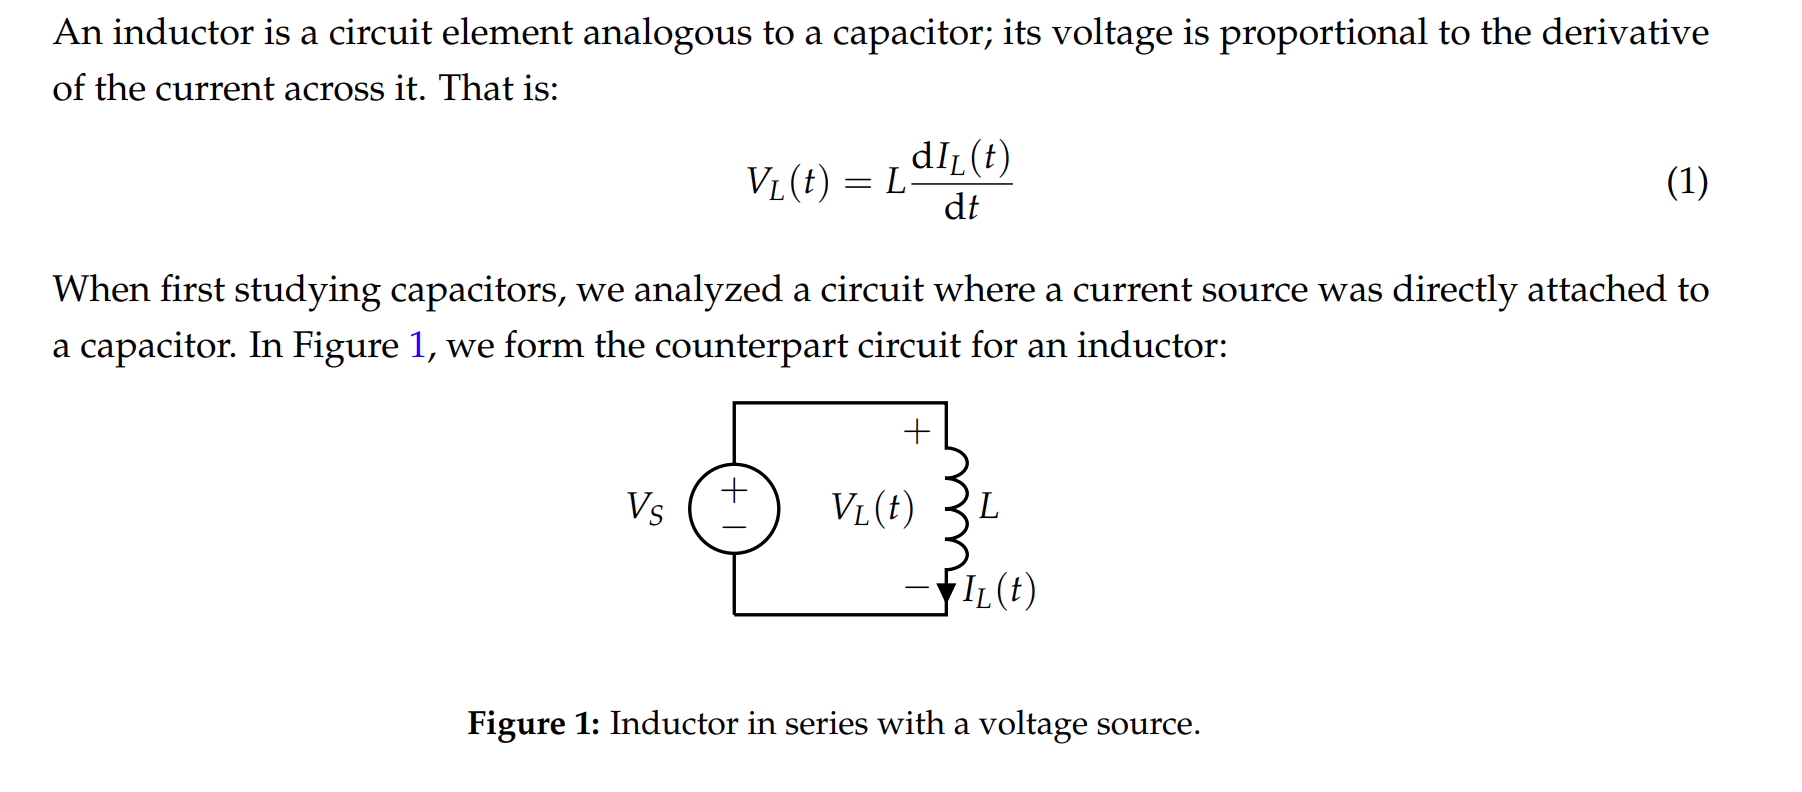 An inductor is a circuit element analogous to a capacitor; its voltage is proportional to the derivative
of the current across it. That is:
V_L(t) = L dI_L(t)/dt (1)
When first studying capacitors, we analyzed a circuit where a current source was directly attached to
a capacitor. In Figure 1, we form the counterpart circuit for an inductor:
+
V_S + − V_L(t) L
− I_L(t)
Figure 1: Inductor in series with a voltage source.